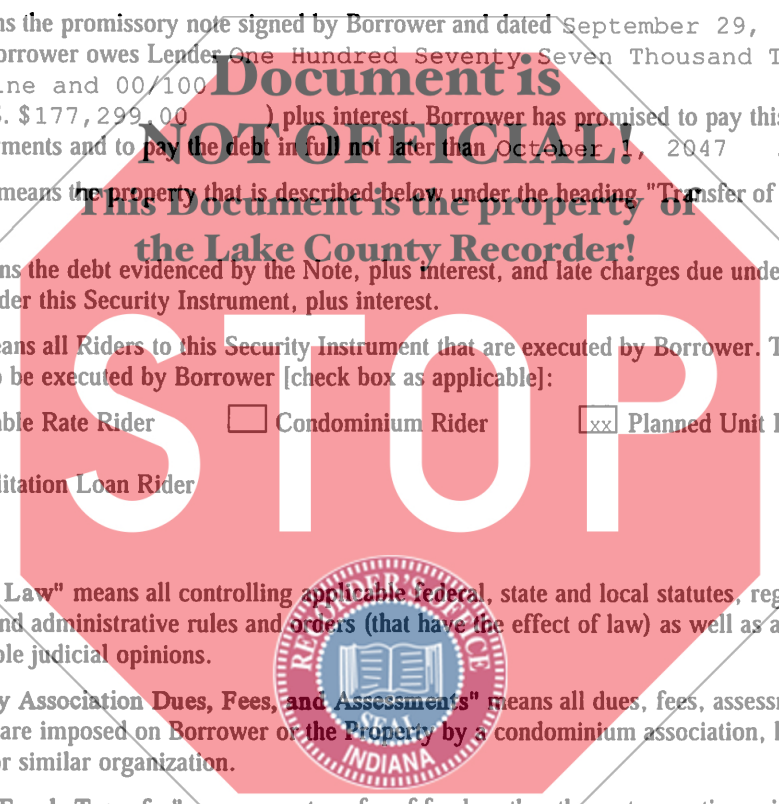 ns the promissory note signed by Borrower and dated September 29,
orrower owes Lender One Hundred Seventy Seven Thousand T
ine and 00/100
Document is
. $177,299.00 ) plus interest. Borrower has promised to pay this
NOT OFFICIAL!
ments and to pay the debt in full not later than October 1, 2047
means the property that is described below under the heading "Transfer of
This Document is the property of
the Lake County Recorder!
ns the debt evidenced by the Note, plus interest, and late charges due unde
der this Security Instrument, plus interest.
STOP
eans all Riders to this Security Instrument that are executed by Borrower. T
be executed by Borrower [check box as applicable]:
ble Rate Rider Condominium Rider xx Planned Unit
litation Loan Rider
Law" means all controlling applicable federal, state and local statutes, reg
nd administrative rules and orders (that have the effect of law) as well as a
ble judicial opinions.
RECORDER'S OFFICE
SEAL
INDIANA
y Association Dues, Fees, and Assessments" means all dues, fees, assess
are imposed on Borrower or the Property by a condominium association,
or similar organization.